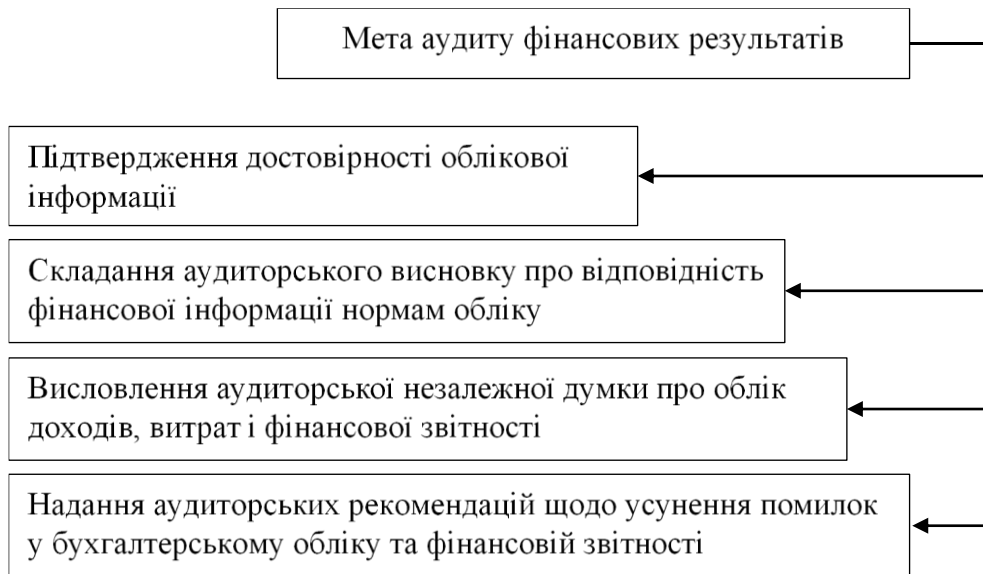 Мета аудиту фінансових результатів
Підтвердження достовірності облікової
інформації
Складання аудиторського висновку про відповідність
фінансової інформації нормам обліку
Висловлення аудиторської незалежної думки про облік
доходів, витрат і фінансової звітності
Надання аудиторських рекомендацій щодо усунення помилок
у бухгалтерському обліку та фінансовій звітності